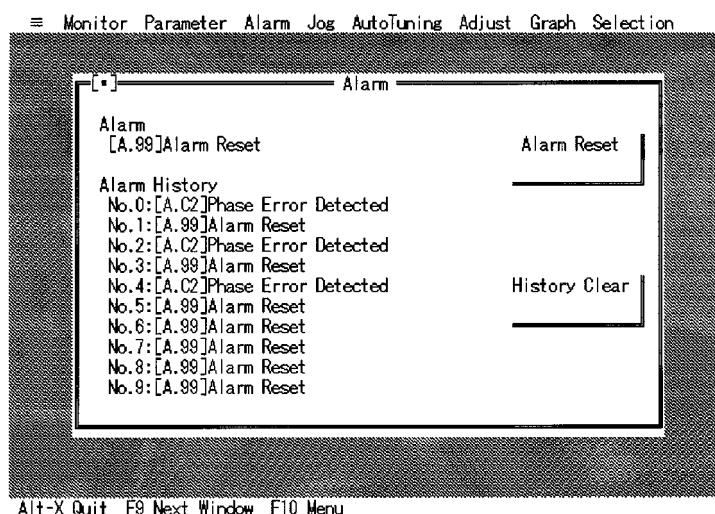 ≡ Monitor Parameter Alarm Jog AutoTuning Adjust Graph Selection
[▪] Alarm
Alarm
[A.99]Alarm Reset
Alarm Reset
Alarm History
No.0:[A.C2]Phase Error Detected
No.1:[A.99]Alarm Reset
No.2:[A.C2]Phase Error Detected
No.3:[A.99]Alarm Reset
No.4:[A.C2]Phase Error Detected
History Clear
No.5:[A.99]Alarm Reset
No.6:[A.99]Alarm Reset
No.7:[A.99]Alarm Reset
No.8:[A.99]Alarm Reset
No.9:[A.99]Alarm Reset
Alt-X Quit F9 Next Window F10 Menu